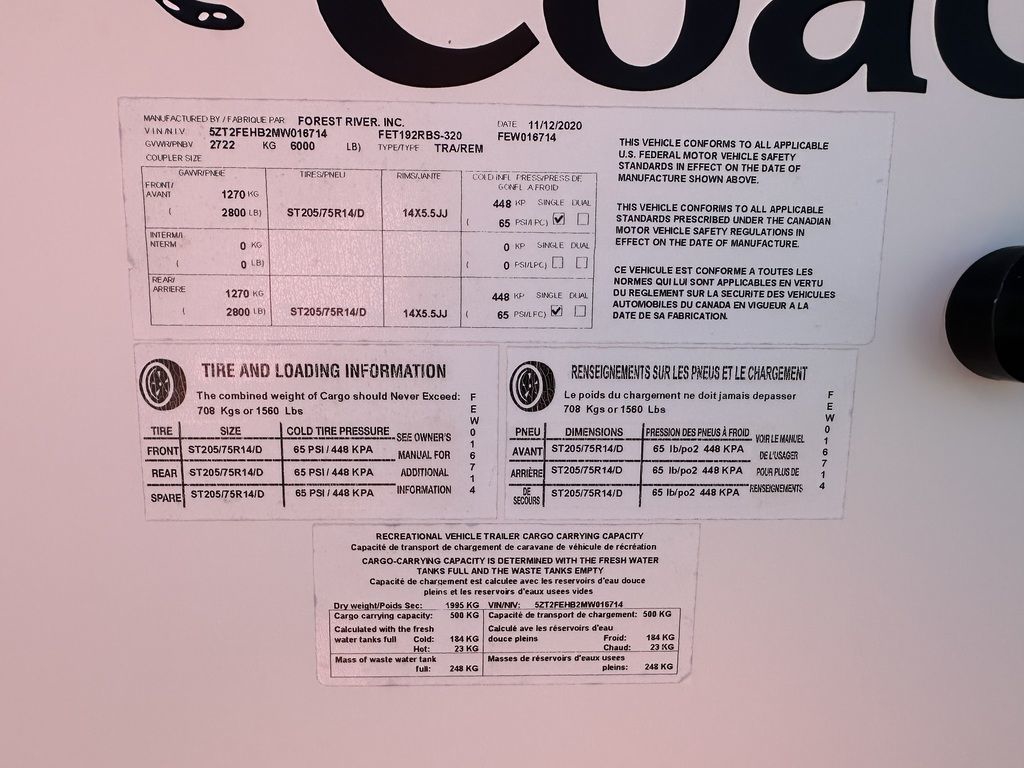 Coac
MANUFACTURED BY / FABRIQUE PAR FOREST RIVER, INC. DATE 11/12/2020
V I N /N.I.V. 5ZT2FEHB2MW016714 FET192RBS-320 FEW016714
GVWR/PNBV 2722 KG 6000 LB) TYPE/TYPE TRA/REM
COUPLER SIZE
GAWR/PNBE TIRES/PNEU RIMS/JANTE COLD INFL PRESS/PRESS DE
GONFL A FROID
FRONT/
AVANT 1270 KG 448 KP SINGLE DUAL
( 2800 LB) ST205/75R14/D 14X5.5JJ ( 65 PSI/LPC)
INTERM/I
NTERM 0 KG 0 KP SINGLE DUAL
( 0 LB) ( 0 PSI/LPC)
REAR/
ARRIERE 1270 KG 448 KP SINGLE DUAL
( 2800 LB) ST205/75R14/D 14X5.5JJ ( 65 PSI/LPC)
THIS VEHICLE CONFORMS TO ALL APPLICABLE
U.S. FEDERAL MOTOR VEHICLE SAFETY
STANDARDS IN EFFECT ON THE DATE OF
MANUFACTURE SHOWN ABOVE.
THIS VEHICLE CONFORMS TO ALL APPLICABLE
STANDARDS PRESCRIBED UNDER THE CANADIAN
MOTOR VEHICLE SAFETY REGULATIONS IN
EFFECT ON THE DATE OF MANUFACTURE.
CE VEHICULE EST CONFORME A TOUTES LES
NORMES QUI LUI SONT APPLICABLES EN VERTU
DU REGLEMENT SUR LA SECURITE DES VEHICULES
AUTOMOBILES DU CANADA EN VIGUEUR A LA
DATE DE SA FABRICATION.
TIRE AND LOADING INFORMATION
The combined weight of Cargo should Never Exceed:
708 Kgs or 1560 Lbs
TIRE SIZE COLD TIRE PRESSURE SEE OWNER'S
FRONT ST205/75R14/D 65 PSI / 448 KPA MANUAL FOR
REAR ST205/75R14/D 65 PSI / 448 KPA ADDITIONAL
SPARE ST205/75R14/D 65 PSI / 448 KPA INFORMATION
FEW016714
RENSEIGNEMENTS SUR LES PNEUS ET LE CHARGEMENT
Le poids du chargement ne doit jamais depasser
708 Kgs or 1560 Lbs
PNEU DIMENSIONS PRESSION DES PNEUS À FROID VOIR LE MANUEL
AVANT ST205/75R14/D 65 lb/po2 448 KPA DE L'USAGER
ARRIÈRE ST205/75R14/D 65 lb/po2 448 KPA POUR PLUS DE
DE
SECOURS ST205/75R14/D 65 lb/po2 448 KPA RENSEIGNEMENTS
FEW016714
RECREATIONAL VEHICLE TRAILER CARGO CARRYING CAPACITY
Capacité de transport de chargement de caravane de véhicule de récréation
CARGO-CARRYING CAPACITY IS DETERMINED WITH THE FRESH WATER
TANKS FULL AND THE WASTE TANKS EMPTY
Capacité de chargement est calculee avec les reservoirs d'eau douce
pleins et les reservoirs d'eaux usees vides
Dry weight/Poids Sec: 1995 KG VIN/NIV: 5ZT2FEHB2MW016714
Cargo carrying capacity: 500 KG Capacité de transport de chargement: 500 KG
Calculated with the fresh Calculé ave les réservoirs d'eau
water tanks full Cold: 184 KG douce pleins Froid: 184 KG
Hot: 23 KG Chaud: 23 KG
Mass of waste water tank Masses de réservoirs d'eaux usees
full: 248 KG pleins: 248 KG